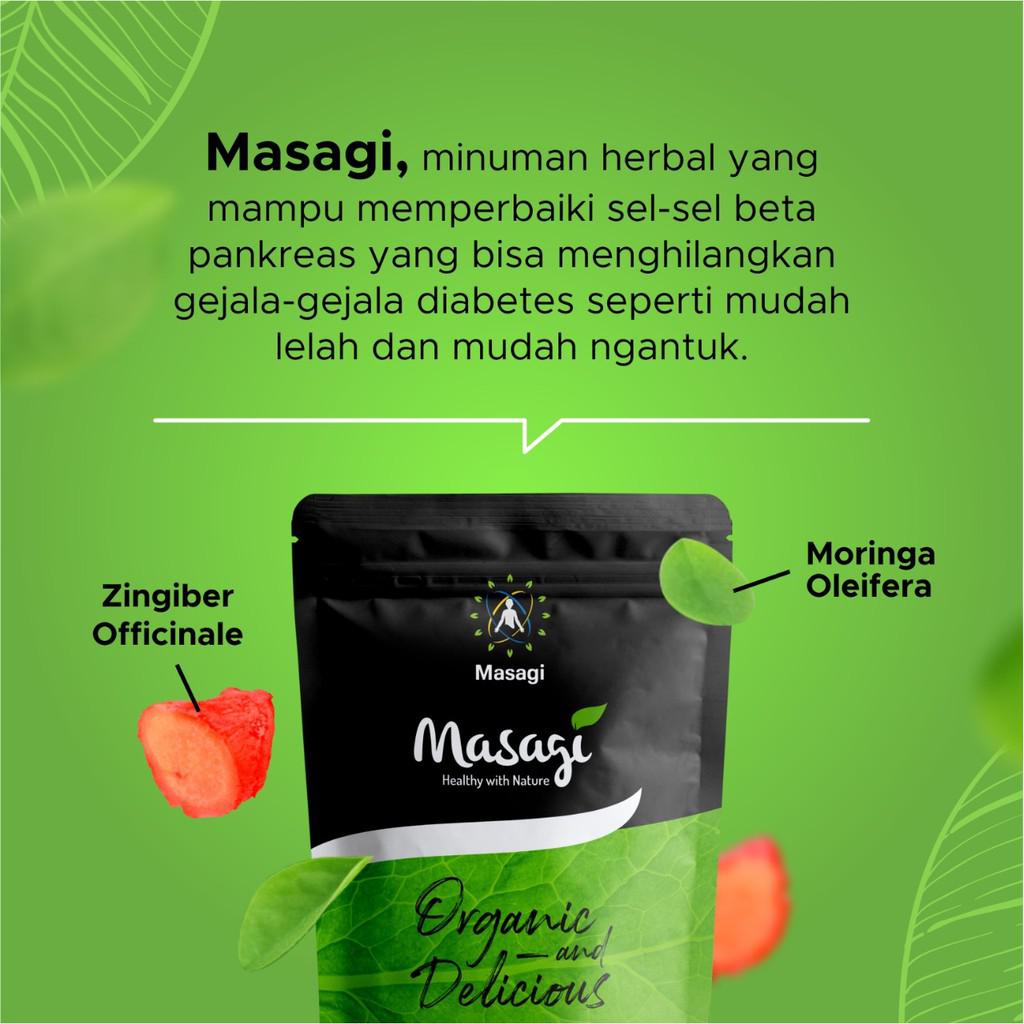 Masagi, minuman herbal yang
mampu memperbaiki sel-sel beta
pankreas yang bisa menghilangkan
gejala-gejala diabetes seperti mudah
lelah dan mudah ngantuk.
Moringa
Oleifera
Zingiber
Officinale
Masagi
Masagi
Healthy with Nature
Organic
and
Delicious